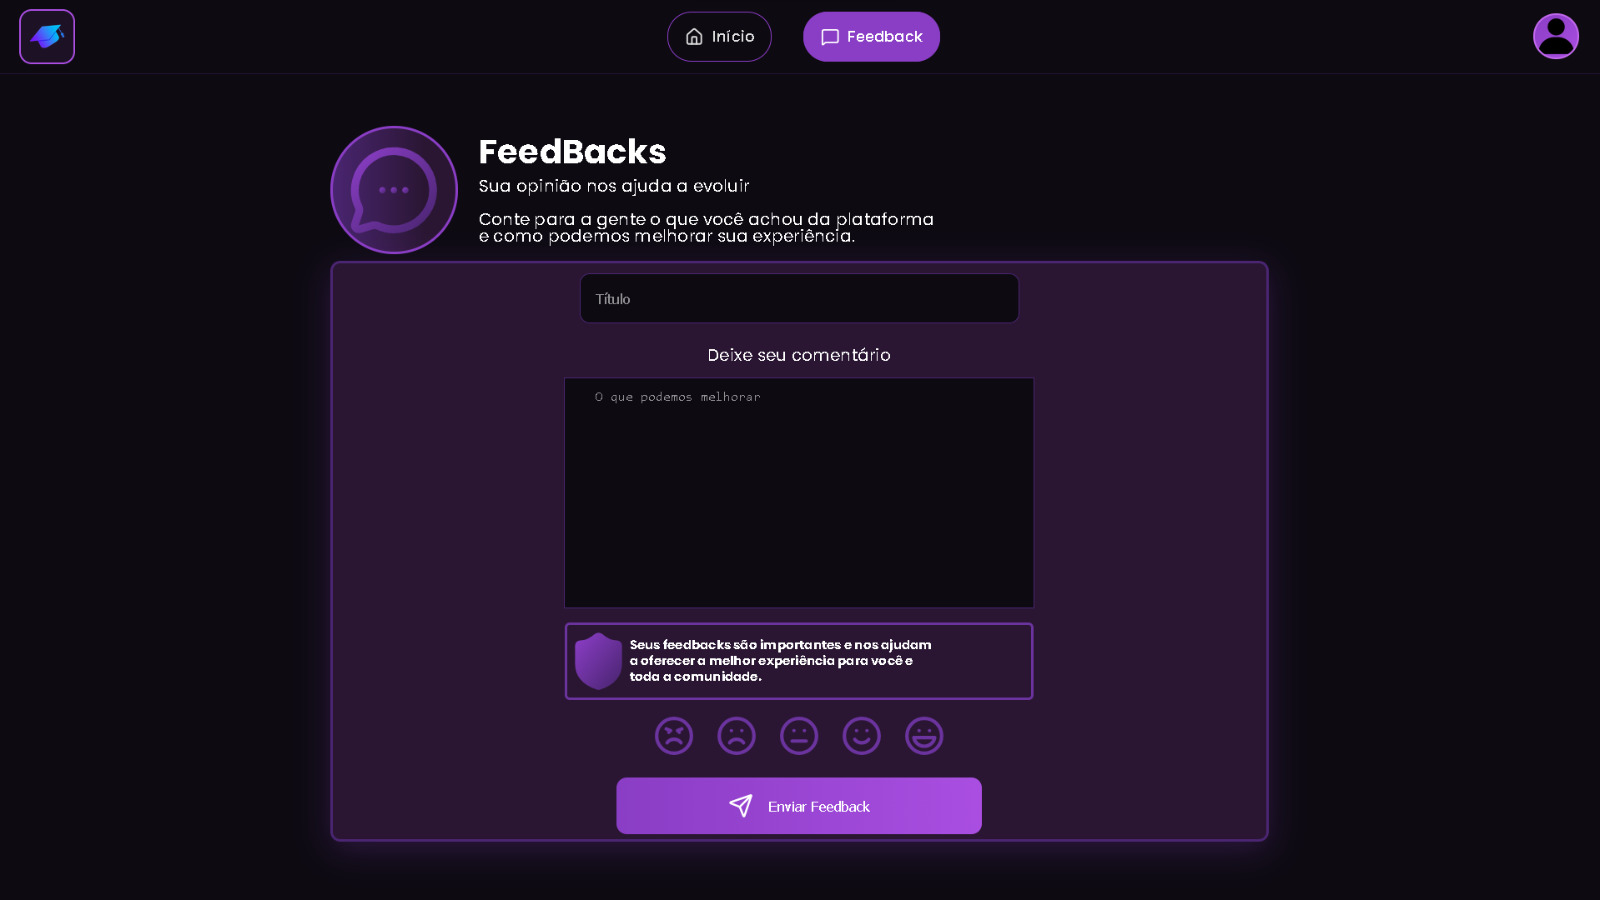 Início
Feedback
FeedBacks
Sua opinião nos ajuda a evoluir
Conte para a gente o que você achou da plataforma
e como podemos melhorar sua experiência.
Título
Deixe seu comentário
O que podemos melhorar
Seus feedbacks são importantes e nos ajudam
a oferecer a melhor experiência para você e
toda a comunidade.
Enviar Feedback